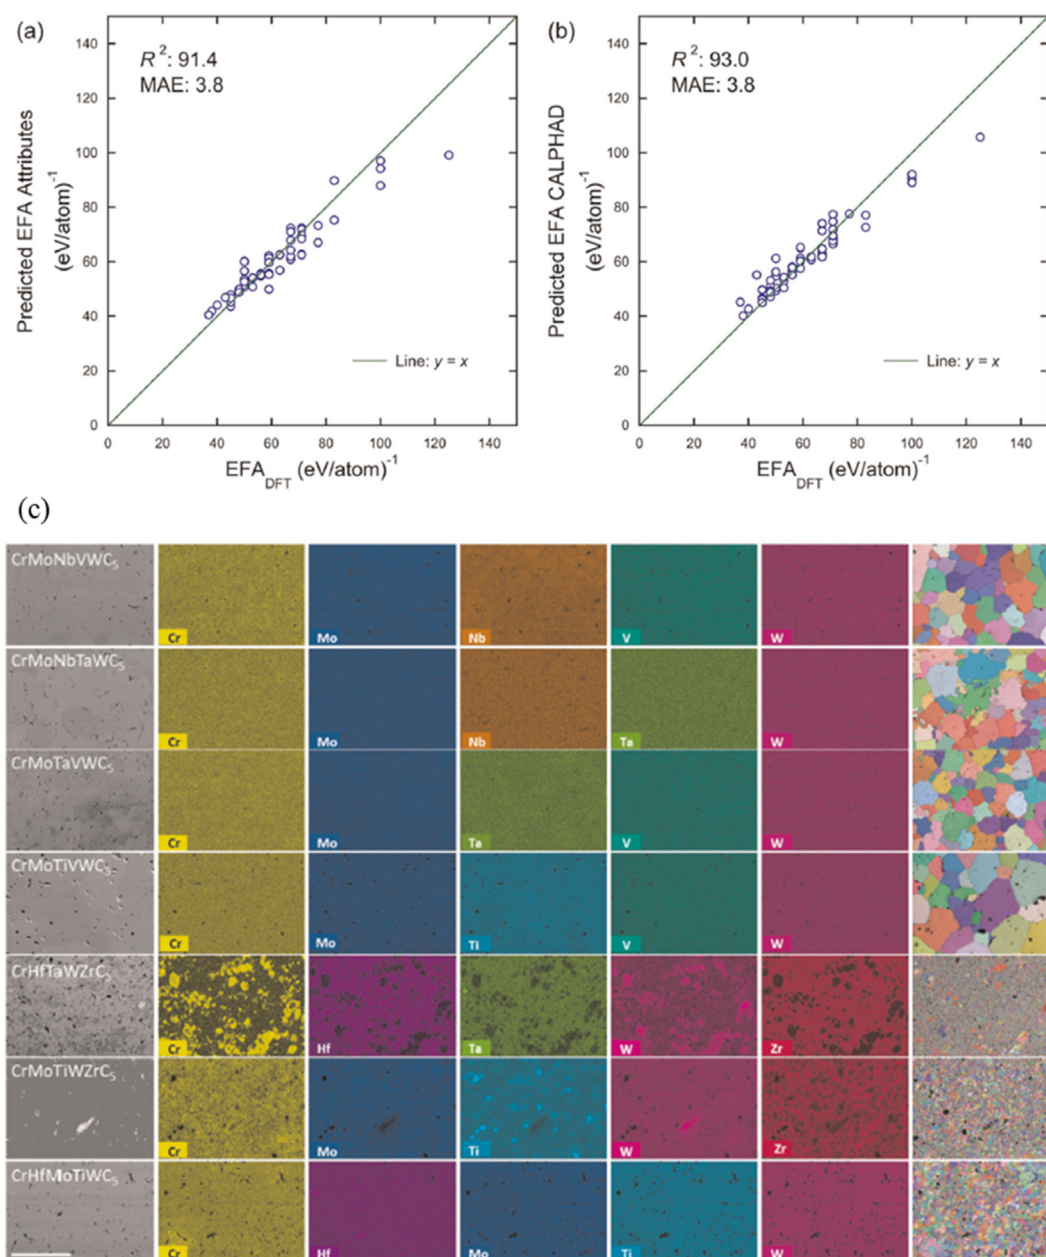 (a)
R²: 91.4
MAE: 3.8
Predicted EFA Attributes
(eV/atom)⁻¹
140
120
100
80
60
40
20
0
Line: y = x
0 20 40 60 80 100 120 140
EFA_DFT (eV/atom)⁻¹
(b)
R²: 93.0
MAE: 3.8
Predicted EFA CALPHAD
(eV/atom)⁻¹
140
120
100
80
60
40
20
0
Line: y = x
0 20 40 60 80 100 120 140
EFA_DFT (eV/atom)⁻¹
(c)
CrMoNbVWC₅
Cr Mo Nb V W
CrMoNbTaWC₅
Cr Mo Nb Ta W
CrMoTaVWC₅
Cr Mo Ta V W
CrMoTiVWC₅
Cr Mo Ti V W
CrHfTaWZrC₅
Cr Hf Ta W Zr
CrMoTiWZrC₅
Cr Mo Ti W Zr
CrHfMoTiWC₅
Cr Hf Mo Ti W